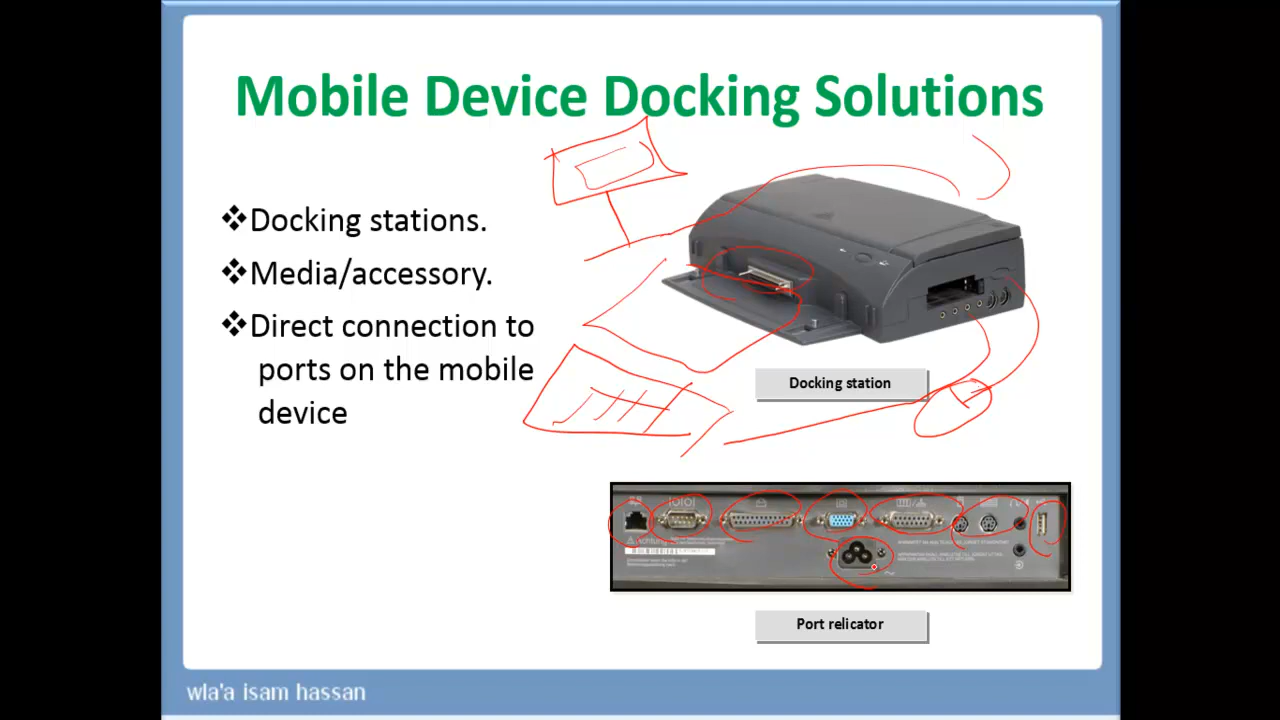 Mobile Device Docking Solutions
❖Docking stations.
❖Media/accessory.
❖Direct connection to
ports on the mobile
device
Docking station
Port relicator
wla'a isam hassan